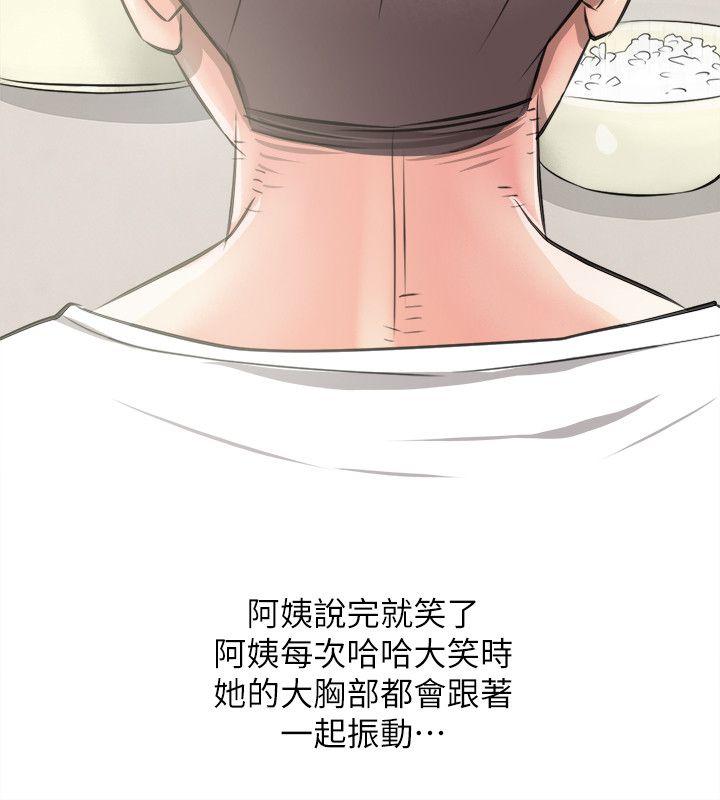 阿姨說完就笑了
阿姨每次哈哈大笑時
她的大胸部都會跟著
一起振動⋯